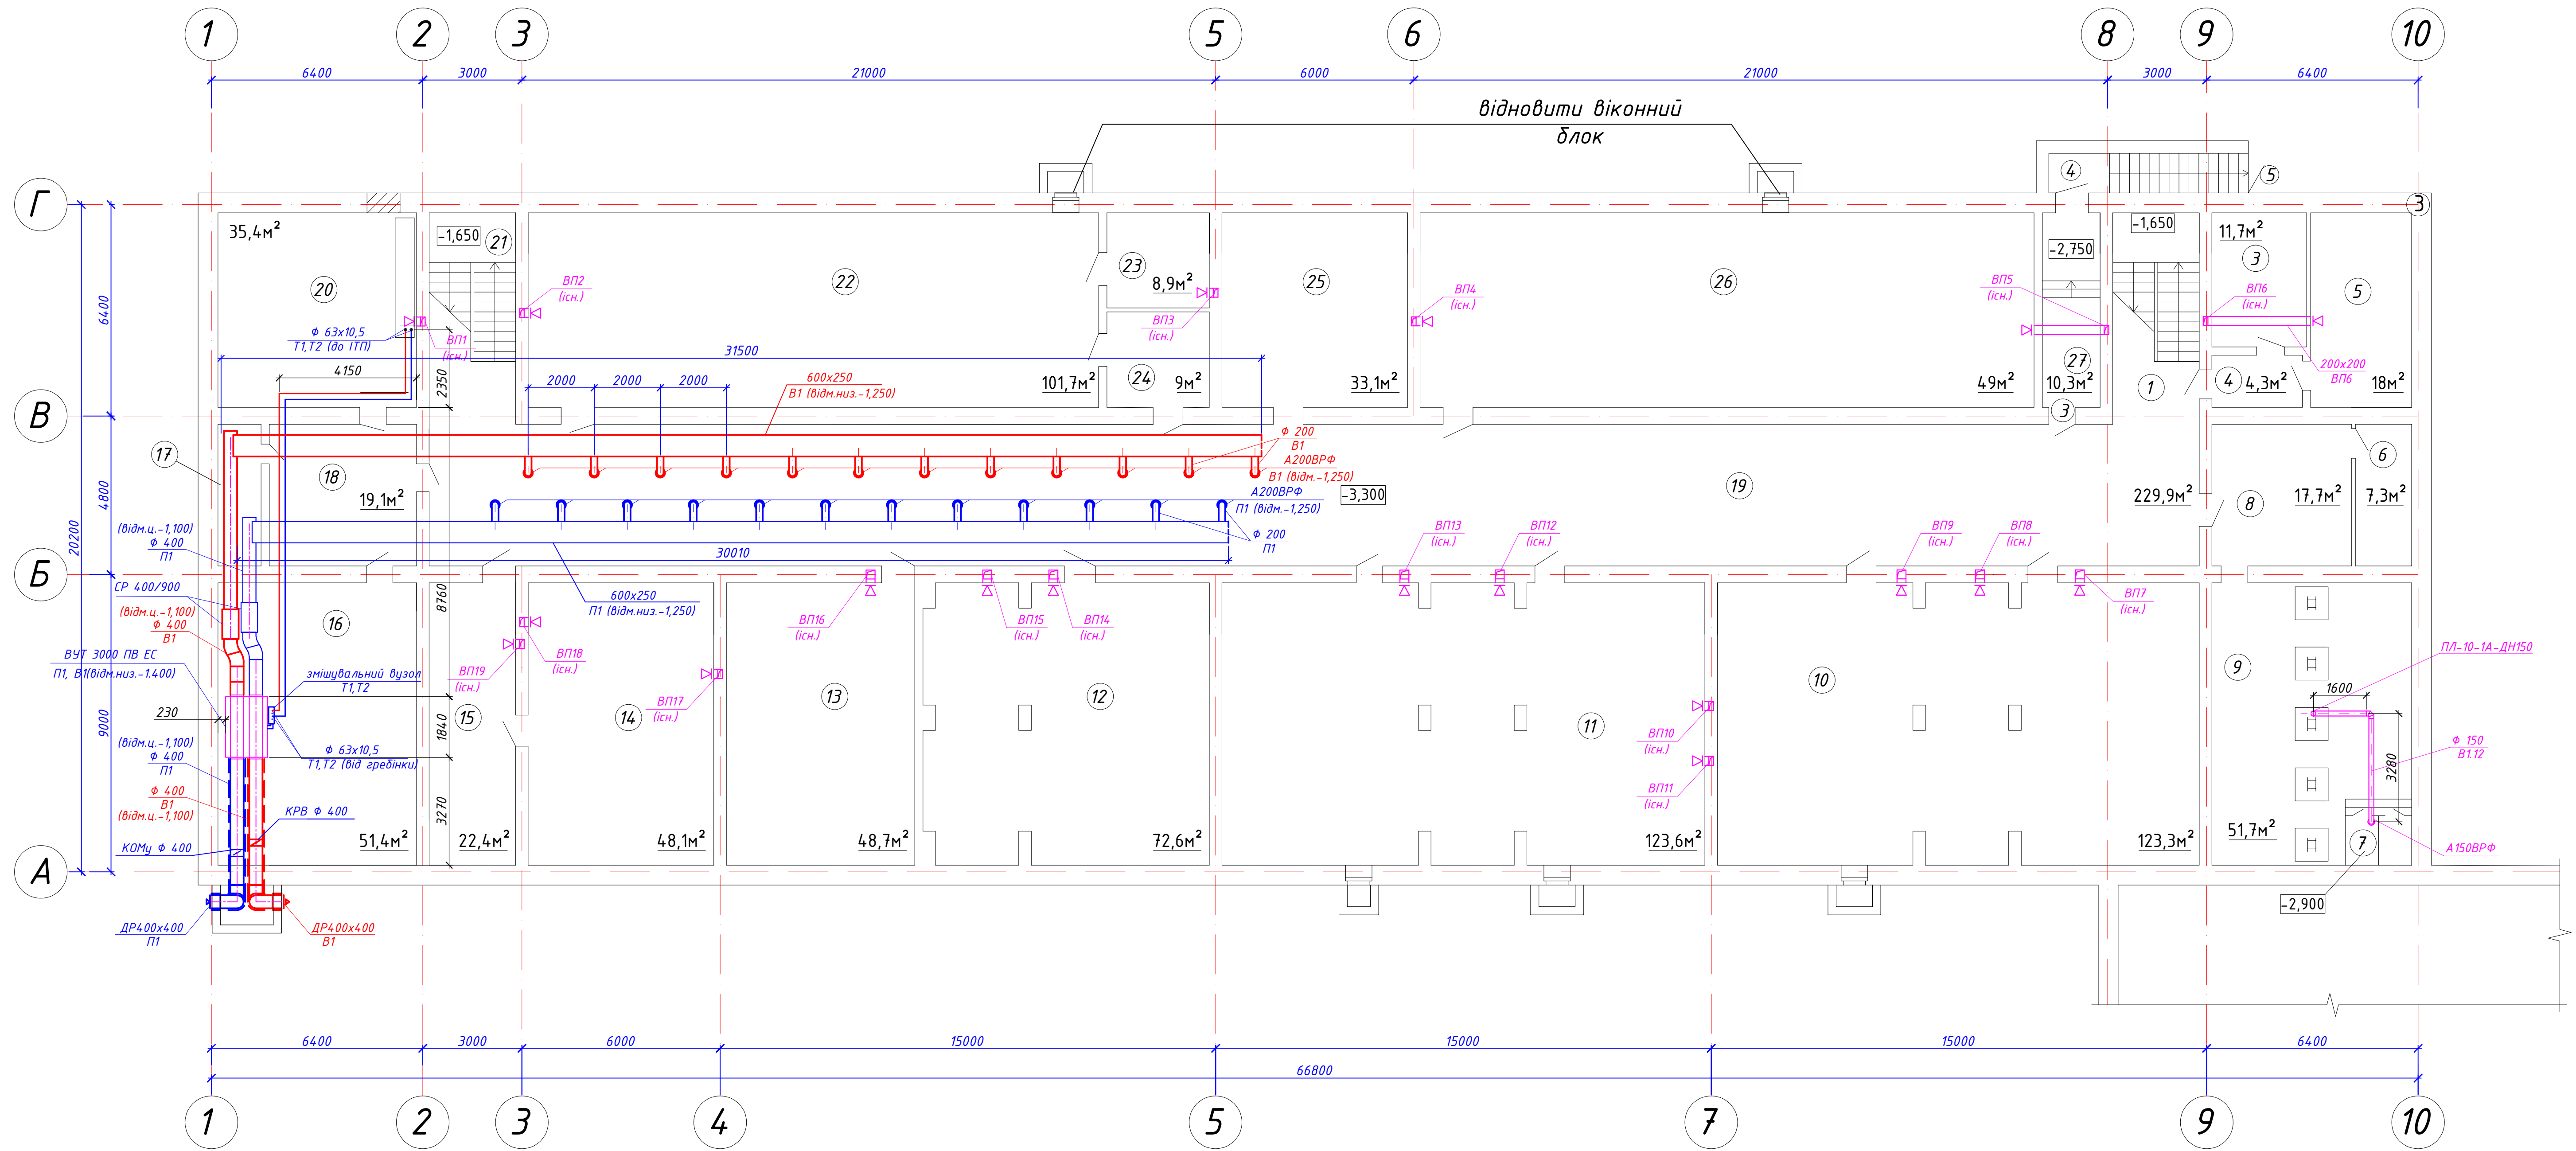 1
2
3
5
6
8
9
10
6400
3000
21000
6000
21000
3000
6400
відновити віконний
блок
Г
В
Б
А
6400
4800
9000
20200
35,4м²
20
-1,650
21
ВП2
(існ.)
22
23
8,9м²
ВП3
(існ.)
24
9м²
101,7м²
25
33,1м²
ВП4
(існ.)
26
49м²
ВП5
(існ.)
4
5
3
-2,750
-1,650
27
10,3м²
3
1
11,7м²
3
ВП6
(існ.)
5
200х200
ВП6
4
4,3м²
18м²
Ф 63х10,5
Т1,Т2 (до ІТП)
ВП1
(існ.)
31500
4150
2350
2000
2000
2000
600х250
В1 (відм.низ.-1,250)
Ф 200
В1
А200ВРФ
В1 (відм.-1,250)
17
18
19,1м²
А200ВРФ
П1 (відм.-1,250)
-3,300
19
229,9м²
6
8
17,7м²
7,3м²
(відм.ц.-1,100)
Ф 400
П1
30010
Ф 200
П1
ВП13
(існ.)
ВП12
(існ.)
ВП9
(існ.)
ВП8
(існ.)
СР 400/900
600х250
П1 (відм.низ.-1,250)
8760
(відм.ц.-1,100)
Ф 400
В1
16
ВП16
(існ.)
ВП15
(існ.)
ВП14
(існ.)
ВП7
(існ.)
ВУТ 3000 ПВ ЕС
П1, В1(відм.низ.-1.400)
змішувальний вузол
Т1,Т2
ВП19
(існ.)
ВП18
(існ.)
ВП17
(існ.)
230
15
14
13
12
11
10
9
ПЛ-10-1А-ДН150
1600
1840
(відм.ц.-1,100)
Ф 400
П1
Ф 63х10,5
Т1,Т2 (від гребінки)
ВП10
(існ.)
ВП11
(існ.)
Ф 150
В1.12
3280
Ф 400
В1
(відм.ц.-1,100)
КРВ Ф 400
КОМу Ф 400
3270
51,4м²
22,4м²
48,1м²
48,7м²
72,6м²
123,6м²
123,3м²
51,7м²
7
А150ВРФ
-2,900
ДР400х400
П1
ДР400х400
В1
6400
3000
6000
15000
15000
15000
6400
66800
1
2
3
4
5
7
9
10